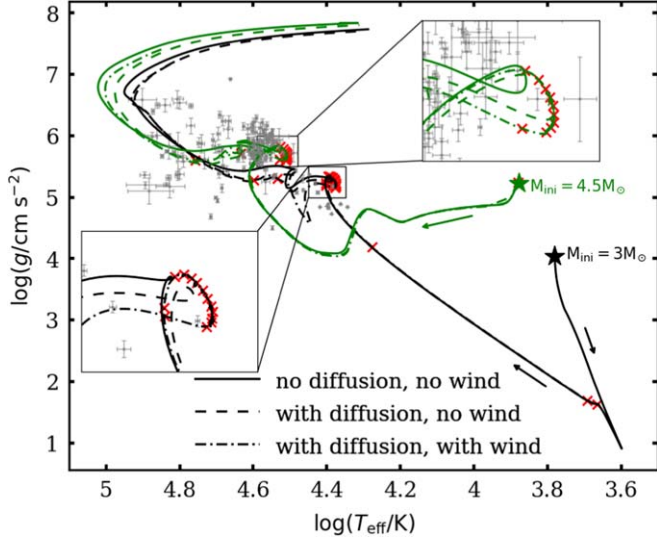 8
7
6
5
4
3
2
1
log(g/cm s⁻²)
M_ini = 4.5M_⊙
M_ini = 3M_⊙
no diffusion, no wind
with diffusion, no wind
with diffusion, with wind
5 4.8 4.6 4.4 4.2 4 3.8 3.6
log(T_eff/K)